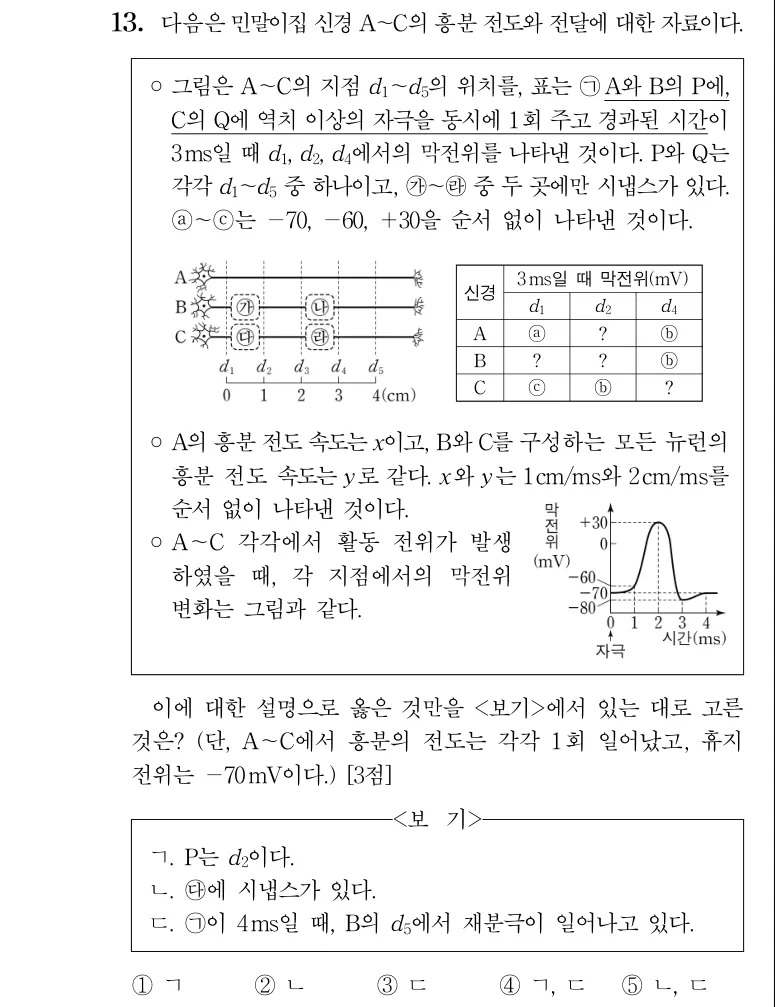 13. 다음은 민말이집 신경 A~C의 흥분 전도와 전달에 대한 자료이다.
○ 그림은 A~C의 지점 d₁~d₅의 위치를, 표는 ㉠A와 B의 P에,
C의 Q에 역치 이상의 자극을 동시에 1회 주고 경과된 시간이
3ms일 때 d₁, d₂, d₄에서의 막전위를 나타낸 것이다. P와 Q는
각각 d₁~d₅ 중 하나이고, ㉮~㉱ 중 두 곳에만 시냅스가 있다.
ⓐ~ⓒ는 -70, -60, +30을 순서 없이 나타낸 것이다.
A
B ㉮ ㉯
C ㉰ ㉱
d₁ d₂ d₃ d₄ d₅
0 1 2 3 4(cm)
신경 3ms일 때 막전위(mV)
d₁ d₂ d₄
A ⓐ ? ⓑ
B ? ? ⓑ
C ⓒ ⓑ ?
○ A의 흥분 전도 속도는 x이고, B와 C를 구성하는 모든 뉴런의
흥분 전도 속도는 y로 같다. x와 y는 1cm/ms와 2cm/ms를
순서 없이 나타낸 것이다.
○ A~C 각각에서 활동 전위가 발생
하였을 때, 각 지점에서의 막전위
변화는 그림과 같다.
막전위(mV)
+30
0
-60
-70
-80
0 1 2 3 4
시간(ms)
자극
이에 대한 설명으로 옳은 것만을 <보기>에서 있는 대로 고른
것은? (단, A~C에서 흥분의 전도는 각각 1회 일어났고, 휴지
전위는 -70mV이다.) [3점]
<보 기>
ㄱ. P는 d₂이다.
ㄴ. ㉰에 시냅스가 있다.
ㄷ. ㉠이 4ms일 때, B의 d₅에서 재분극이 일어나고 있다.
① ㄱ ② ㄴ ③ ㄷ ④ ㄱ, ㄷ ⑤ ㄴ, ㄷ